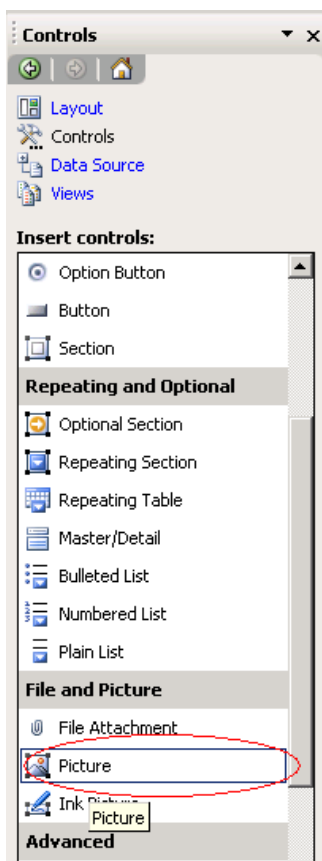 Controls
Layout
Controls
Data Source
Views
Insert controls:
Option Button
Button
Section
Repeating and Optional
Optional Section
Repeating Section
Repeating Table
Master/Detail
Bulleted List
Numbered List
Plain List
File and Picture
File Attachment
Picture
Ink
Picture
Advanced